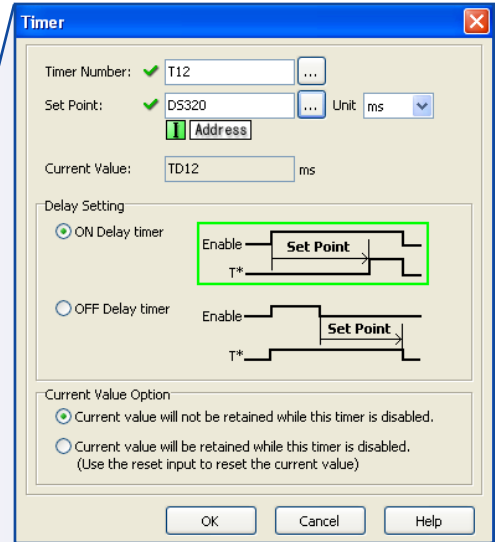 Timer
Timer Number: T12 ...
Set Point: DS320 ... Unit ms
I Address
Current Value: TD12 ms
Delay Setting
ON Delay timer
Enable
Set Point
T*
OFF Delay timer
Enable
Set Point
T*
Current Value Option
Current value will not be retained while this timer is disabled.
Current value will be retained while this timer is disabled.
(Use the reset input to reset the current value)
OK Cancel Help